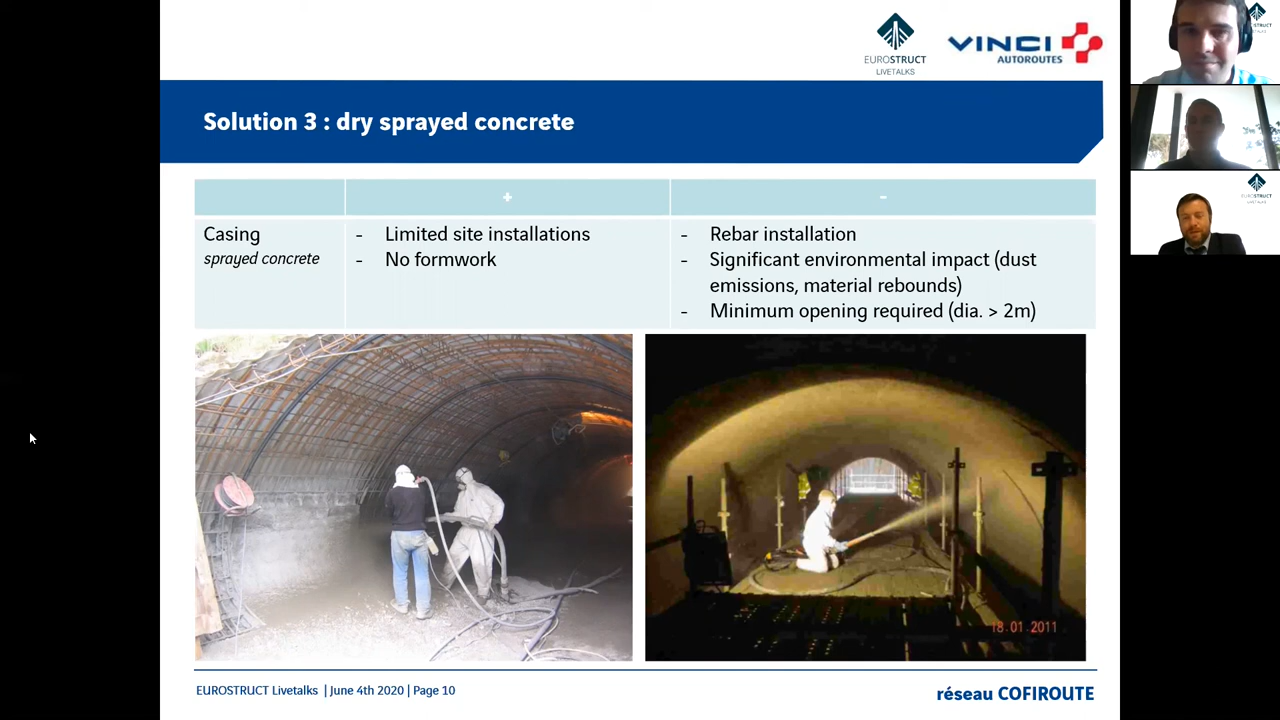 EUROSTRUCT
LIVETALKS
VINCI
AUTOROUTES
Solution 3 : dry sprayed concrete
+
-
Casing
sprayed concrete
- Limited site installations
- No formwork
- Rebar installation
- Significant environmental impact (dust
emissions, material rebounds)
- Minimum opening required (dia. > 2m)
18.01.2011
EUROSTRUCT Livetalks | June 4th 2020 | Page 10
réseau COFIROUTE